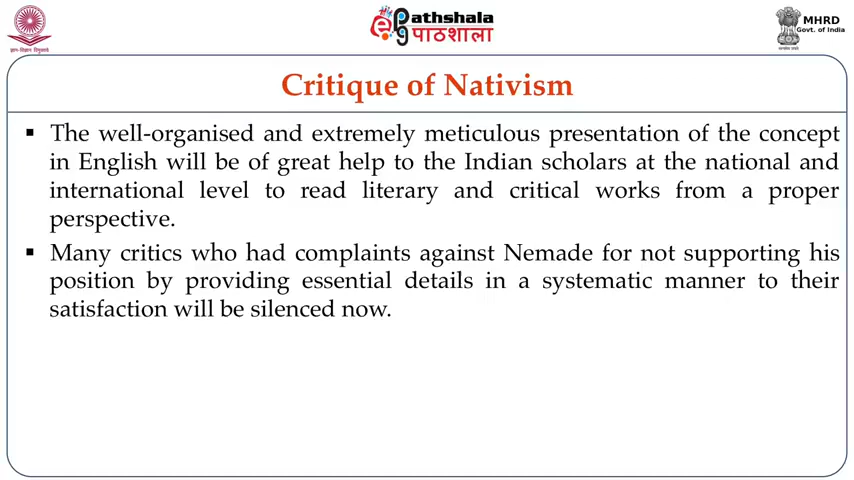 ePathshala
पाठशाला
MHRD
Govt. of India
Critique of Nativism
▪ The well-organised and extremely meticulous presentation of the concept
in English will be of great help to the Indian scholars at the national and
international level to read literary and critical works from a proper
perspective.
▪ Many critics who had complaints against Nemade for not supporting his
position by providing essential details in a systematic manner to their
satisfaction will be silenced now.